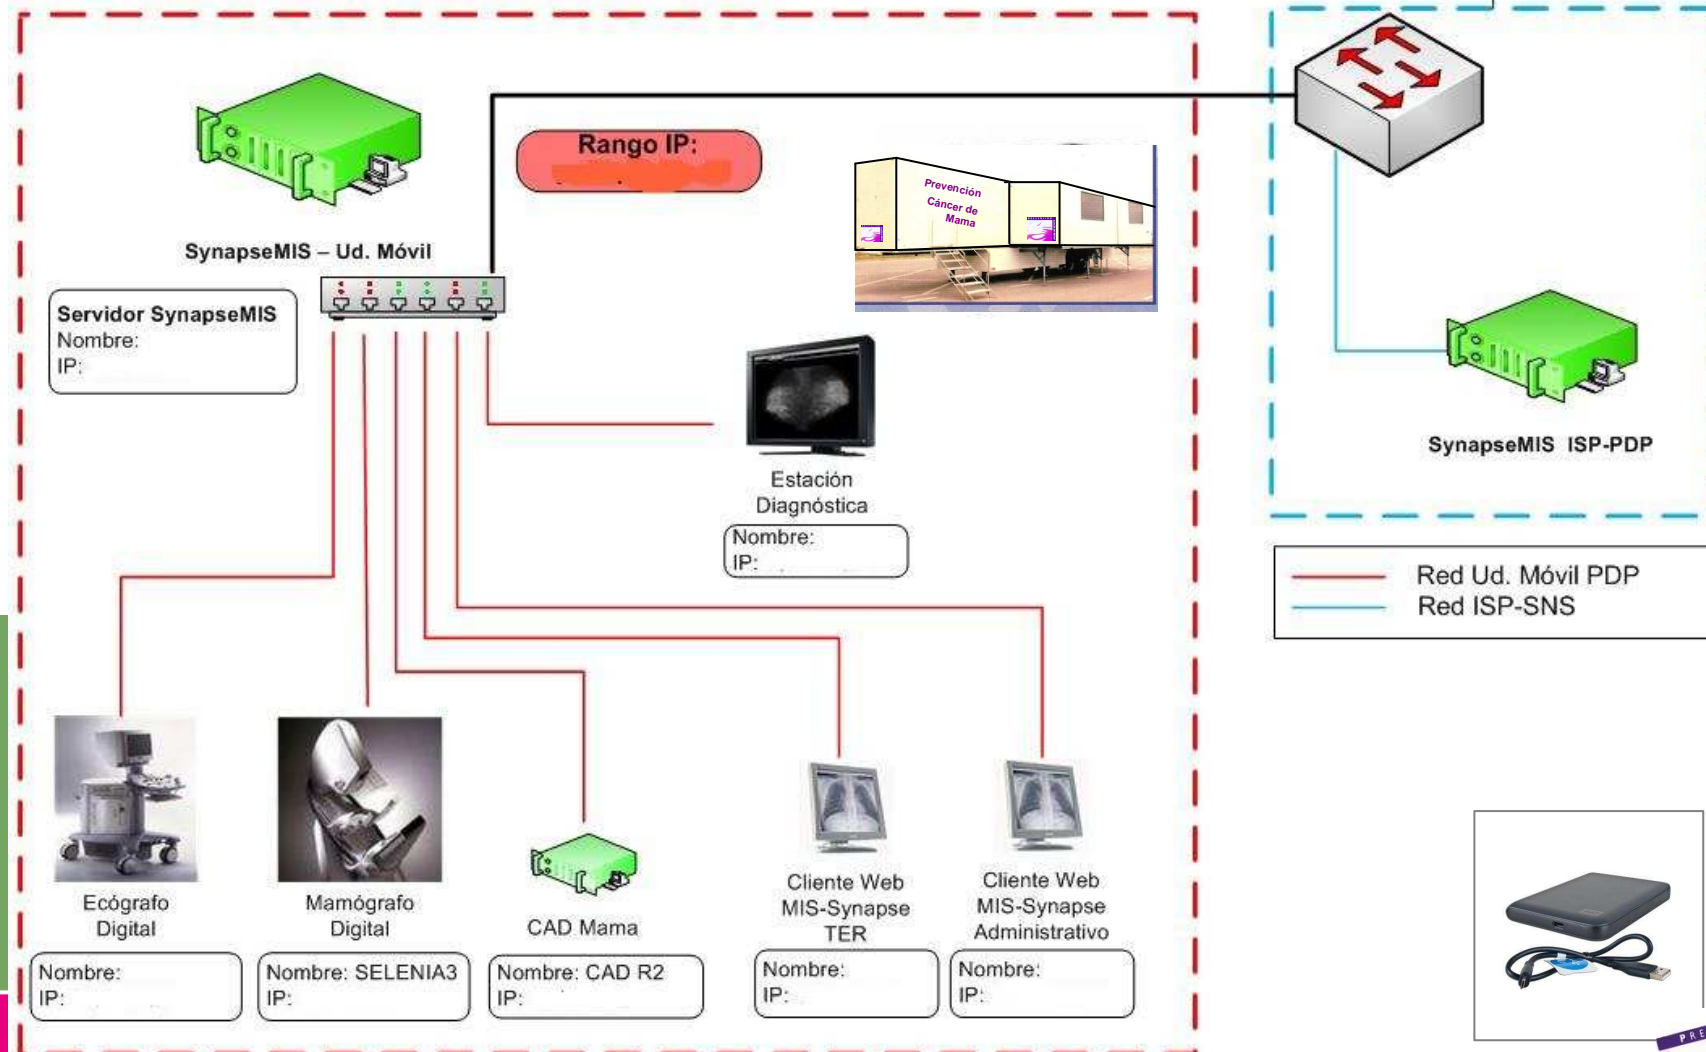 Rango IP:
Prevención
Cáncer de
Mama
SynapseMIS – Ud. Móvil
Servidor SynapseMIS
Nombre:
IP:
SynapseMIS ISP-PDP
Estación
Diagnóstica
Nombre:
IP:
Red Ud. Móvil PDP
Red ISP-SNS
Ecógrafo
Digital
Nombre:
IP:
Mamógrafo
Digital
Nombre: SELENIA3
IP:
CAD Mama
Nombre: CAD R2
IP:
Cliente Web
MIS-Synapse
TER
Nombre:
IP:
Cliente Web
MIS-Synapse
Administrativo
Nombre:
IP: